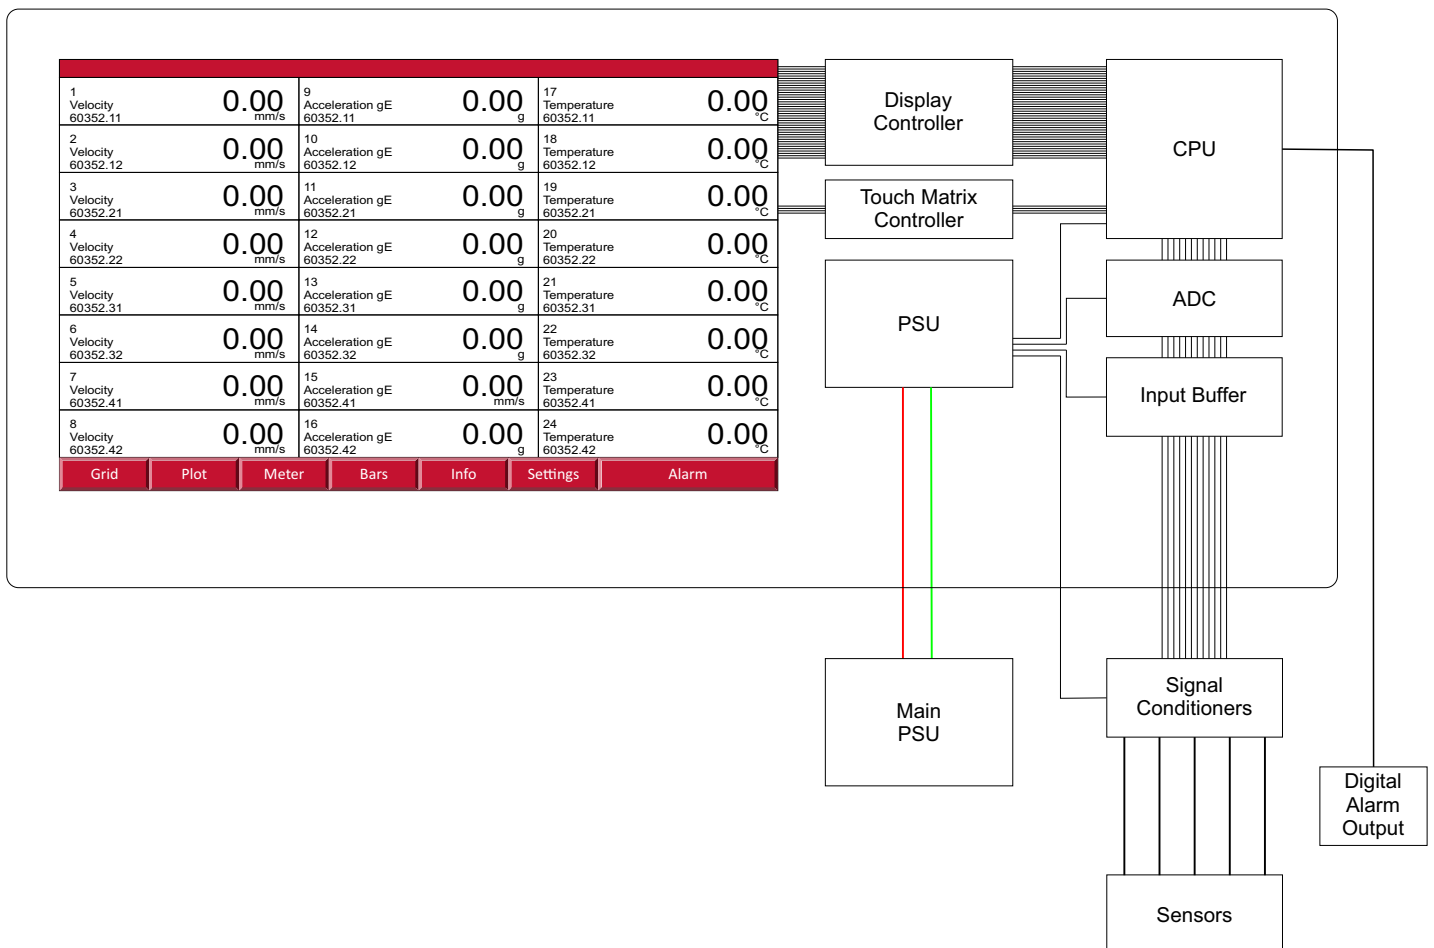 1
Velocity
60352.11
0.00
mm/s
9
Acceleration gE
60352.11
0.00
g
17
Temperature
60352.11
0.00
°C
2
Velocity
60352.12
0.00
mm/s
10
Acceleration gE
60352.12
0.00
g
18
Temperature
60352.12
0.00
°C
3
Velocity
60352.21
0.00
mm/s
11
Acceleration gE
60352.21
0.00
g
19
Temperature
60352.21
0.00
°C
4
Velocity
60352.22
0.00
mm/s
12
Acceleration gE
60352.22
0.00
g
20
Temperature
60352.22
0.00
°C
5
Velocity
60352.31
0.00
mm/s
13
Acceleration gE
60352.31
0.00
g
21
Temperature
60352.31
0.00
°C
6
Velocity
60352.32
0.00
mm/s
14
Acceleration gE
60352.32
0.00
g
22
Temperature
60352.32
0.00
°C
7
Velocity
60352.41
0.00
mm/s
15
Acceleration gE
60352.41
0.00
mm/s
23
Temperature
60352.41
0.00
°C
8
Velocity
60352.42
0.00
mm/s
16
Acceleration gE
60352.42
0.00
g
24
Temperature
60352.42
0.00
°C
Grid
Plot
Meter
Bars
Info
Settings
Alarm
Display
Controller
CPU
Touch Matrix
Controller
PSU
ADC
Input Buffer
Main
PSU
Signal
Conditioners
Digital
Alarm
Output
Sensors